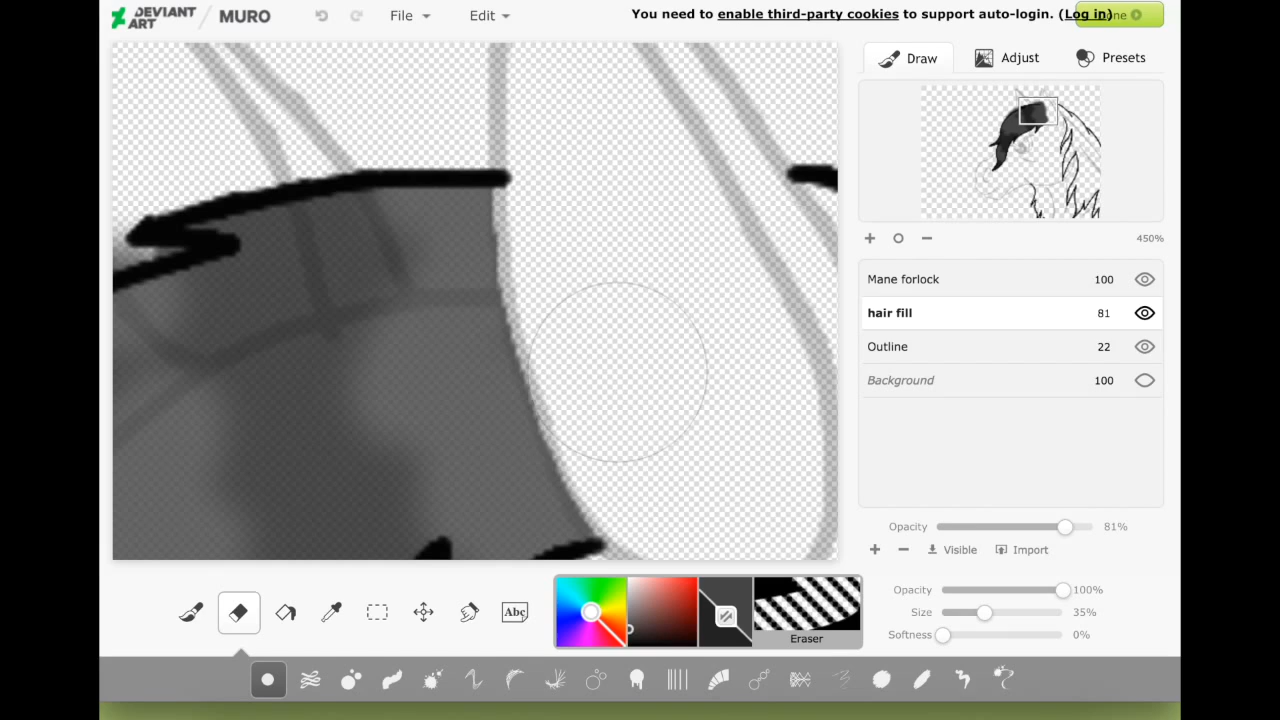 DEVIANT
ART
MURO
File
Edit
You need to enable third-party cookies to support auto-login. (Log in)
Draw
Adjust
Presets
450%
Mane forlock 100
hair fill 81
Outline 22
Background 100
Opacity 81%
Visible
Import
Opacity 100%
Size 35%
Softness 0%
Abc
Eraser